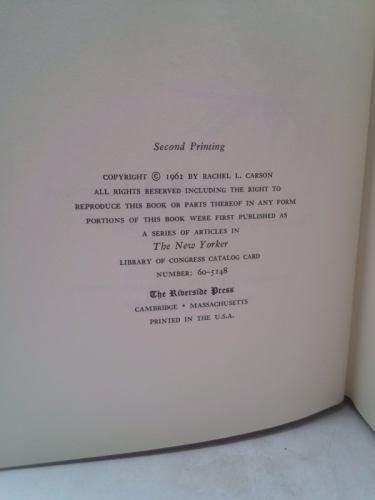 Second Printing
COPYRIGHT © 1962 BY RACHEL L. CARSON
ALL RIGHTS RESERVED INCLUDING THE RIGHT TO
REPRODUCE THIS BOOK OR PARTS THEREOF IN ANY FORM
PORTIONS OF THIS BOOK WERE FIRST PUBLISHED AS
A SERIES OF ARTICLES IN
The New Yorker
LIBRARY OF CONGRESS CATALOG CARD
NUMBER: 60-5148
The Riverside Press
CAMBRIDGE • MASSACHUSETTS
PRINTED IN THE U.S.A.